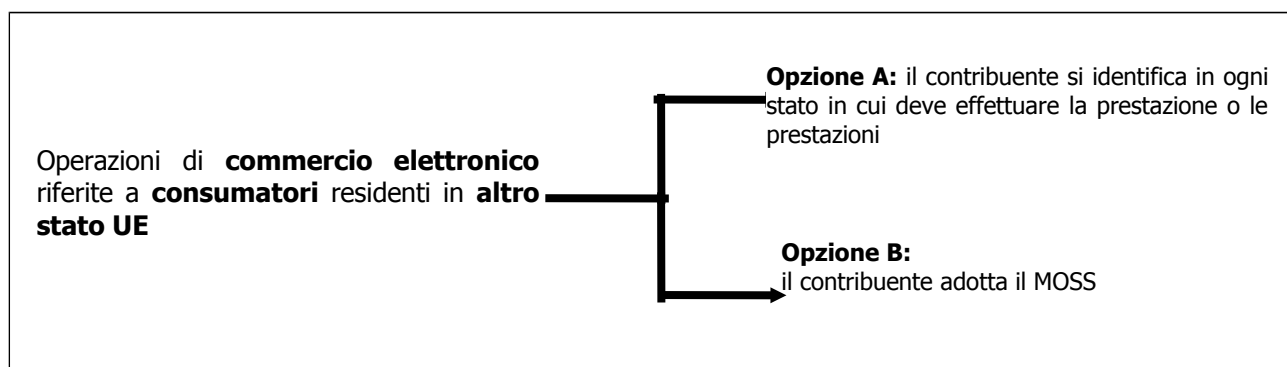 Operazioni di commercio elettronico
riferite a consumatori residenti in altro
stato UE
Opzione A: il contribuente si identifica in ogni
stato in cui deve effettuare la prestazione o le
prestazioni
Opzione B:
il contribuente adotta il MOSS